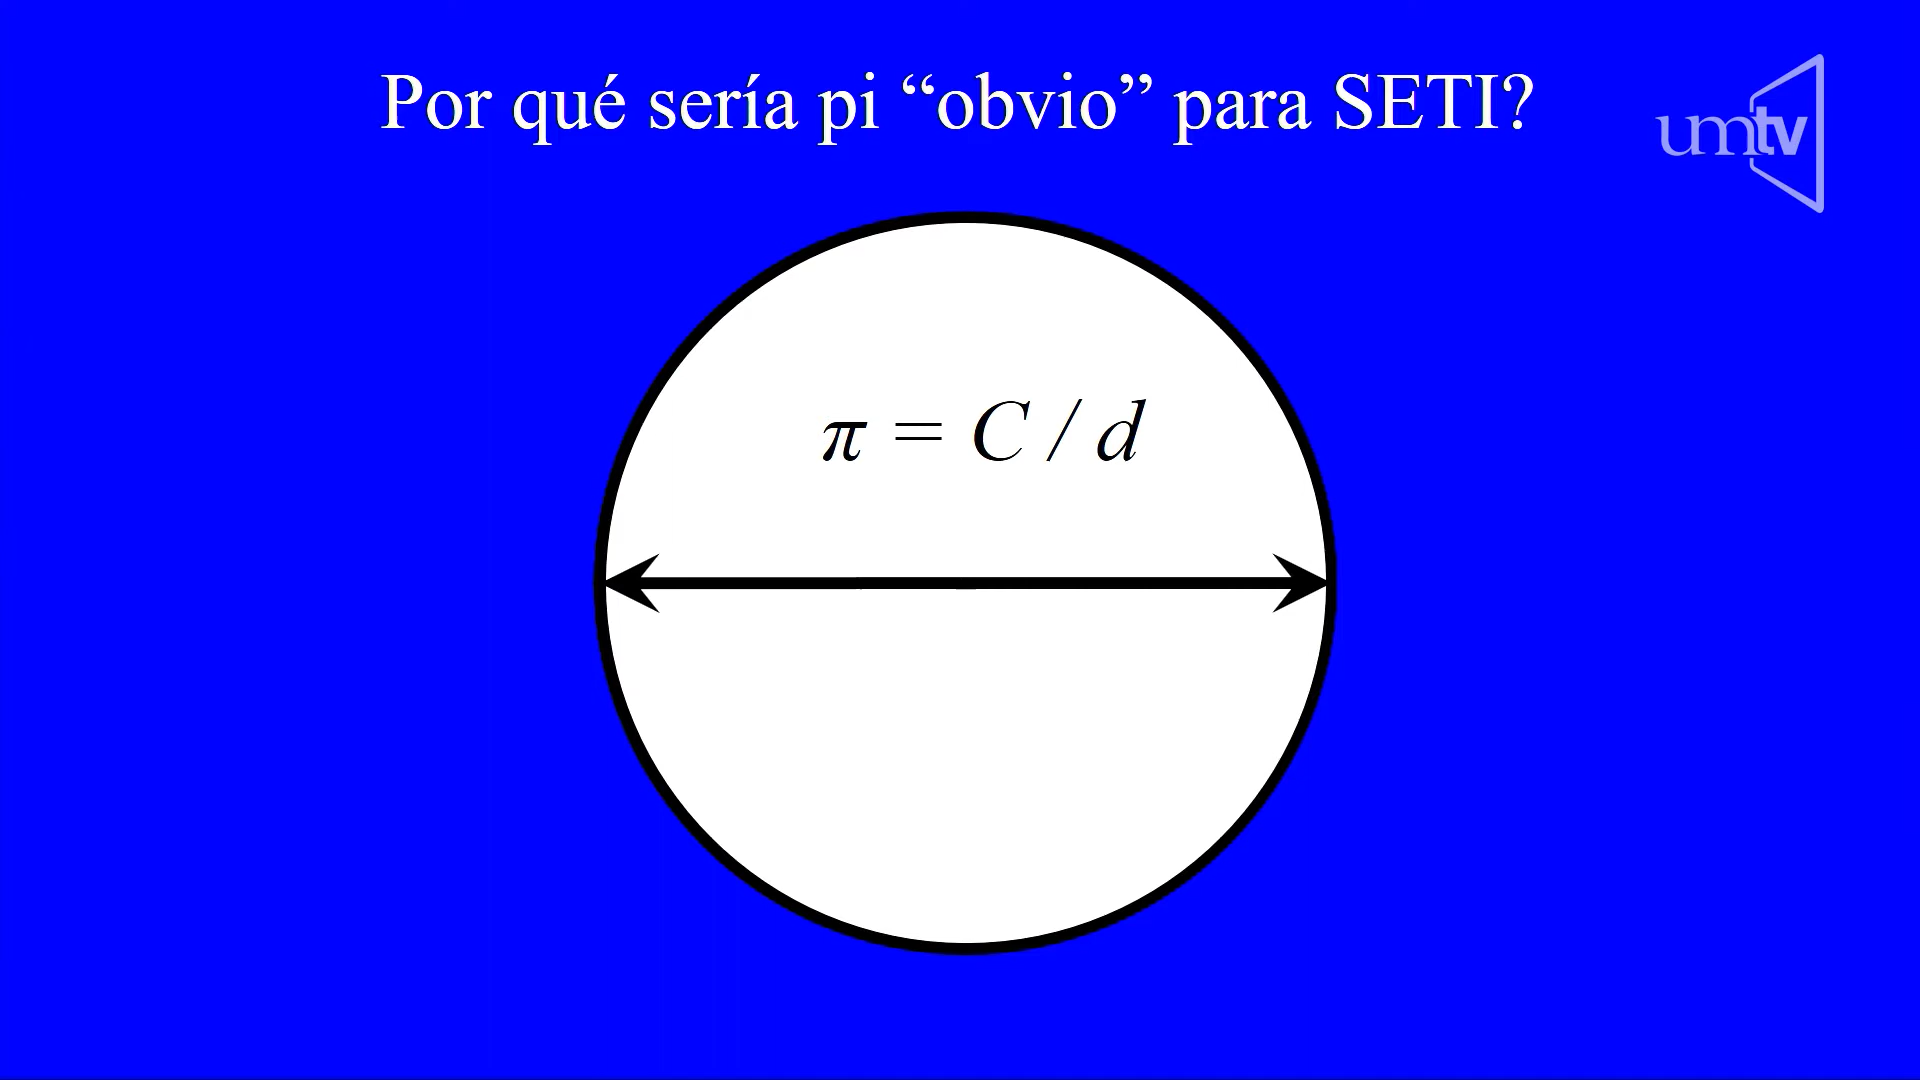 Por qué sería pi “obvio” para SETI?
umtv
π = C / d